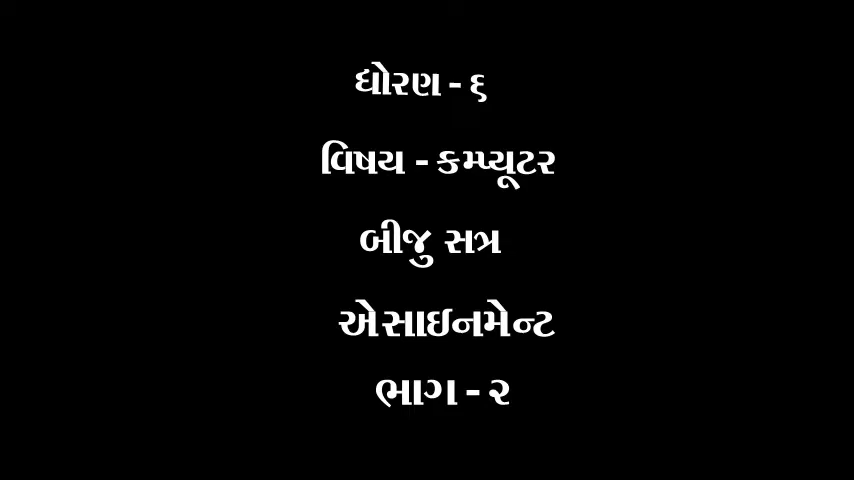 ધોરણ - ૬
વિષય - કમ્પ્યૂટર
બીજુ સત્ર
એસાઇનમેન્ટ
ભાગ - ૨